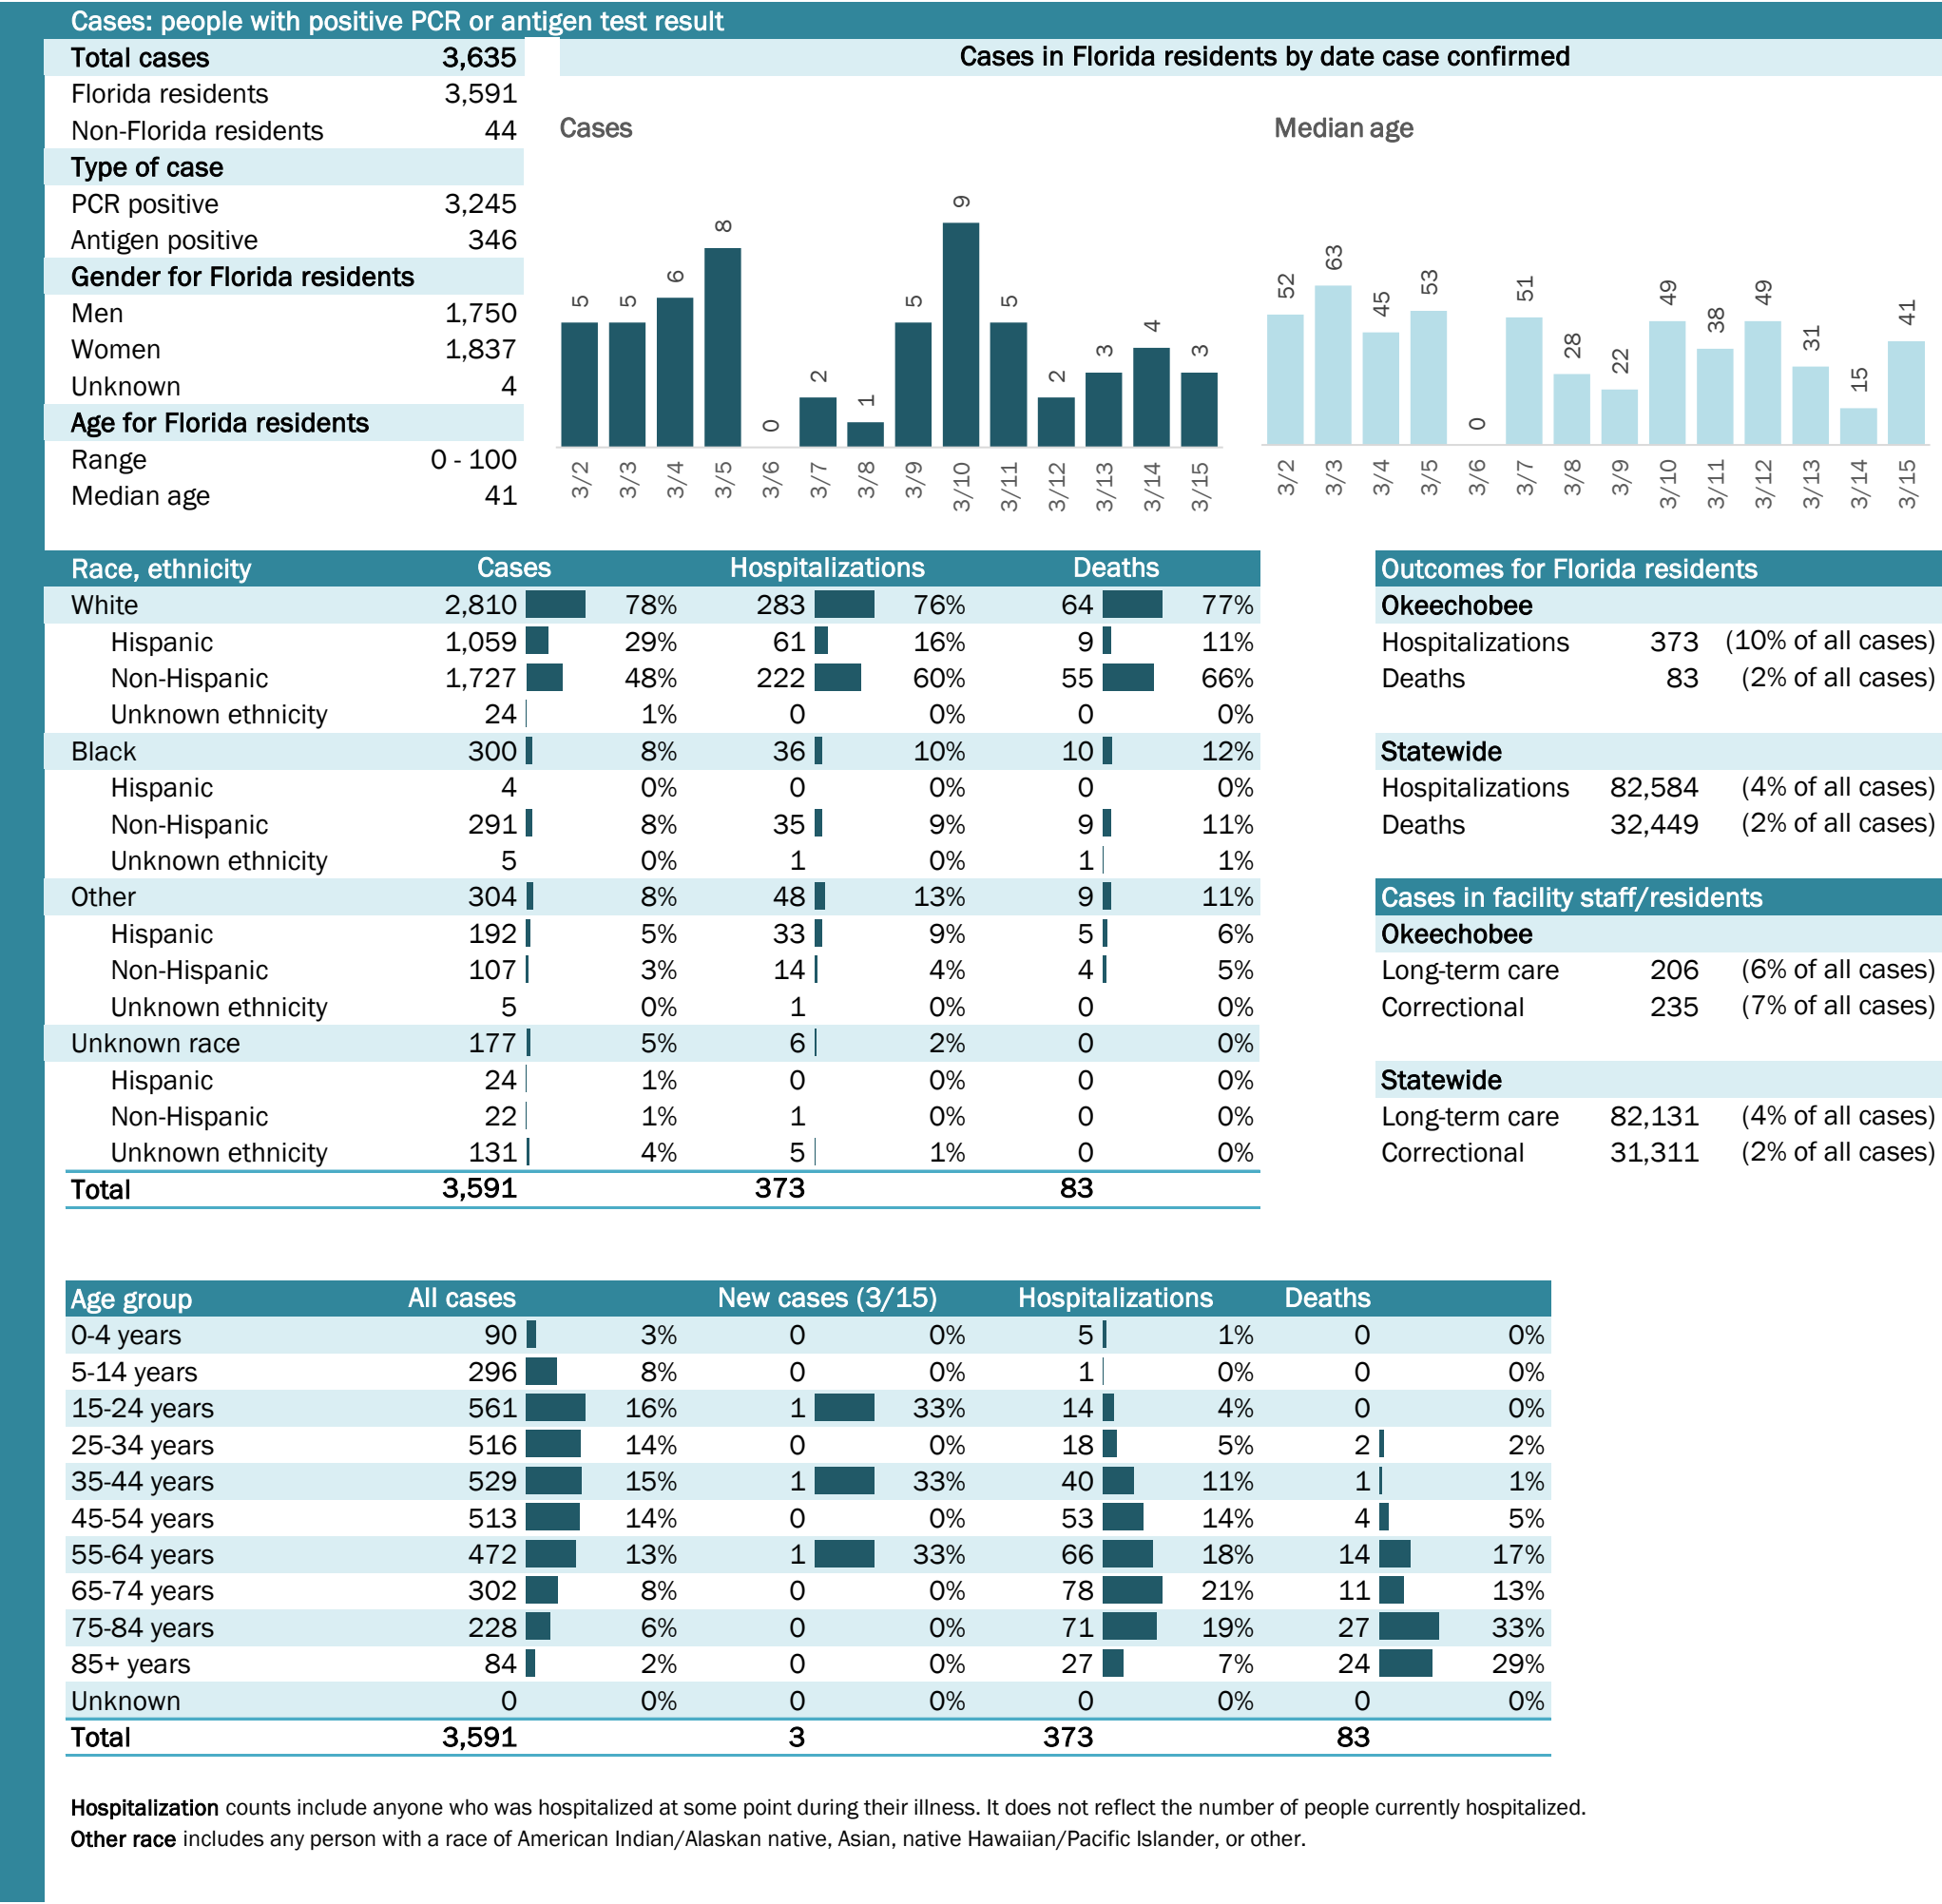 Cases: people with positive PCR or antigen test result
Total cases 3,635
Florida residents 3,591
Non-Florida residents 44
Type of case
PCR positive 3,245
Antigen positive 346
Gender for Florida residents
Men 1,750
Women 1,837
Unknown 4
Age for Florida residents
Range 0 - 100
Median age 41
Cases in Florida residents by date case confirmed
Cases
5 5 6 8 0 2 1 5 9 5 2 3 4 3
3/2 3/3 3/4 3/5 3/6 3/7 3/8 3/9 3/10 3/11 3/12 3/13 3/14 3/15
Median age
52 63 45 53 0 51 28 22 49 38 49 31 15 41
3/2 3/3 3/4 3/5 3/6 3/7 3/8 3/9 3/10 3/11 3/12 3/13 3/14 3/15
Race, ethnicity Cases Hospitalizations Deaths
White 2,810 78% 283 76% 64 77%
Hispanic 1,059 29% 61 16% 9 11%
Non-Hispanic 1,727 48% 222 60% 55 66%
Unknown ethnicity 24 1% 0 0% 0 0%
Black 300 8% 36 10% 10 12%
Hispanic 4 0% 0 0% 0 0%
Non-Hispanic 291 8% 35 9% 9 11%
Unknown ethnicity 5 0% 1 0% 1 1%
Other 304 8% 48 13% 9 11%
Hispanic 192 5% 33 9% 5 6%
Non-Hispanic 107 3% 14 4% 4 5%
Unknown ethnicity 5 0% 1 0% 0 0%
Unknown race 177 5% 6 2% 0 0%
Hispanic 24 1% 0 0% 0 0%
Non-Hispanic 22 1% 1 0% 0 0%
Unknown ethnicity 131 4% 5 1% 0 0%
Total 3,591 373 83
Outcomes for Florida residents
Okeechobee
Hospitalizations 373 (10% of all cases)
Deaths 83 (2% of all cases)
Statewide
Hospitalizations 82,584 (4% of all cases)
Deaths 32,449 (2% of all cases)
Cases in facility staff/residents
Okeechobee
Long-term care 206 (6% of all cases)
Correctional 235 (7% of all cases)
Statewide
Long-term care 82,131 (4% of all cases)
Correctional 31,311 (2% of all cases)
Age group All cases New cases (3/15) Hospitalizations Deaths
0-4 years 90 3% 0 0% 5 1% 0 0%
5-14 years 296 8% 0 0% 1 0% 0 0%
15-24 years 561 16% 1 33% 14 4% 0 0%
25-34 years 516 14% 0 0% 18 5% 2 2%
35-44 years 529 15% 1 33% 40 11% 1 1%
45-54 years 513 14% 0 0% 53 14% 4 5%
55-64 years 472 13% 1 33% 66 18% 14 17%
65-74 years 302 8% 0 0% 78 21% 11 13%
75-84 years 228 6% 0 0% 71 19% 27 33%
85+ years 84 2% 0 0% 27 7% 24 29%
Unknown 0 0% 0 0% 0 0% 0 0%
Total 3,591 3 373 83
Hospitalization counts include anyone who was hospitalized at some point during their illness. It does not reflect the number of people currently hospitalized.
Other race includes any person with a race of American Indian/Alaskan native, Asian, native Hawaiian/Pacific Islander, or other.